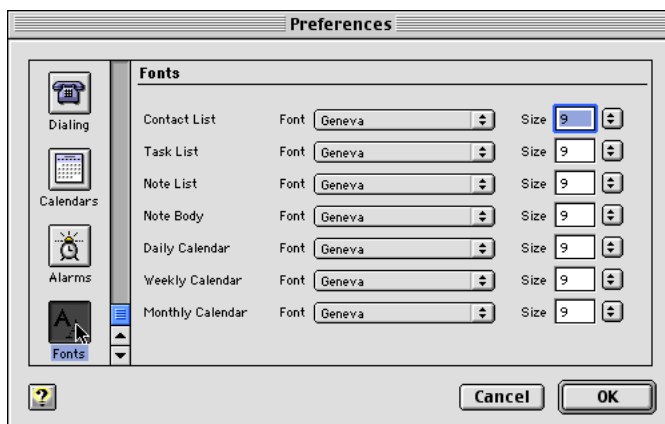 Preferences
Fonts
Contact List Font Geneva Size 9
Dialing
Task List Font Geneva Size 9
Note List Font Geneva Size 9
Calendars
Note Body Font Geneva Size 9
Daily Calendar Font Geneva Size 9
Alarms
Weekly Calendar Font Geneva Size 9
Monthly Calendar Font Geneva Size 9
Fonts
? Cancel OK